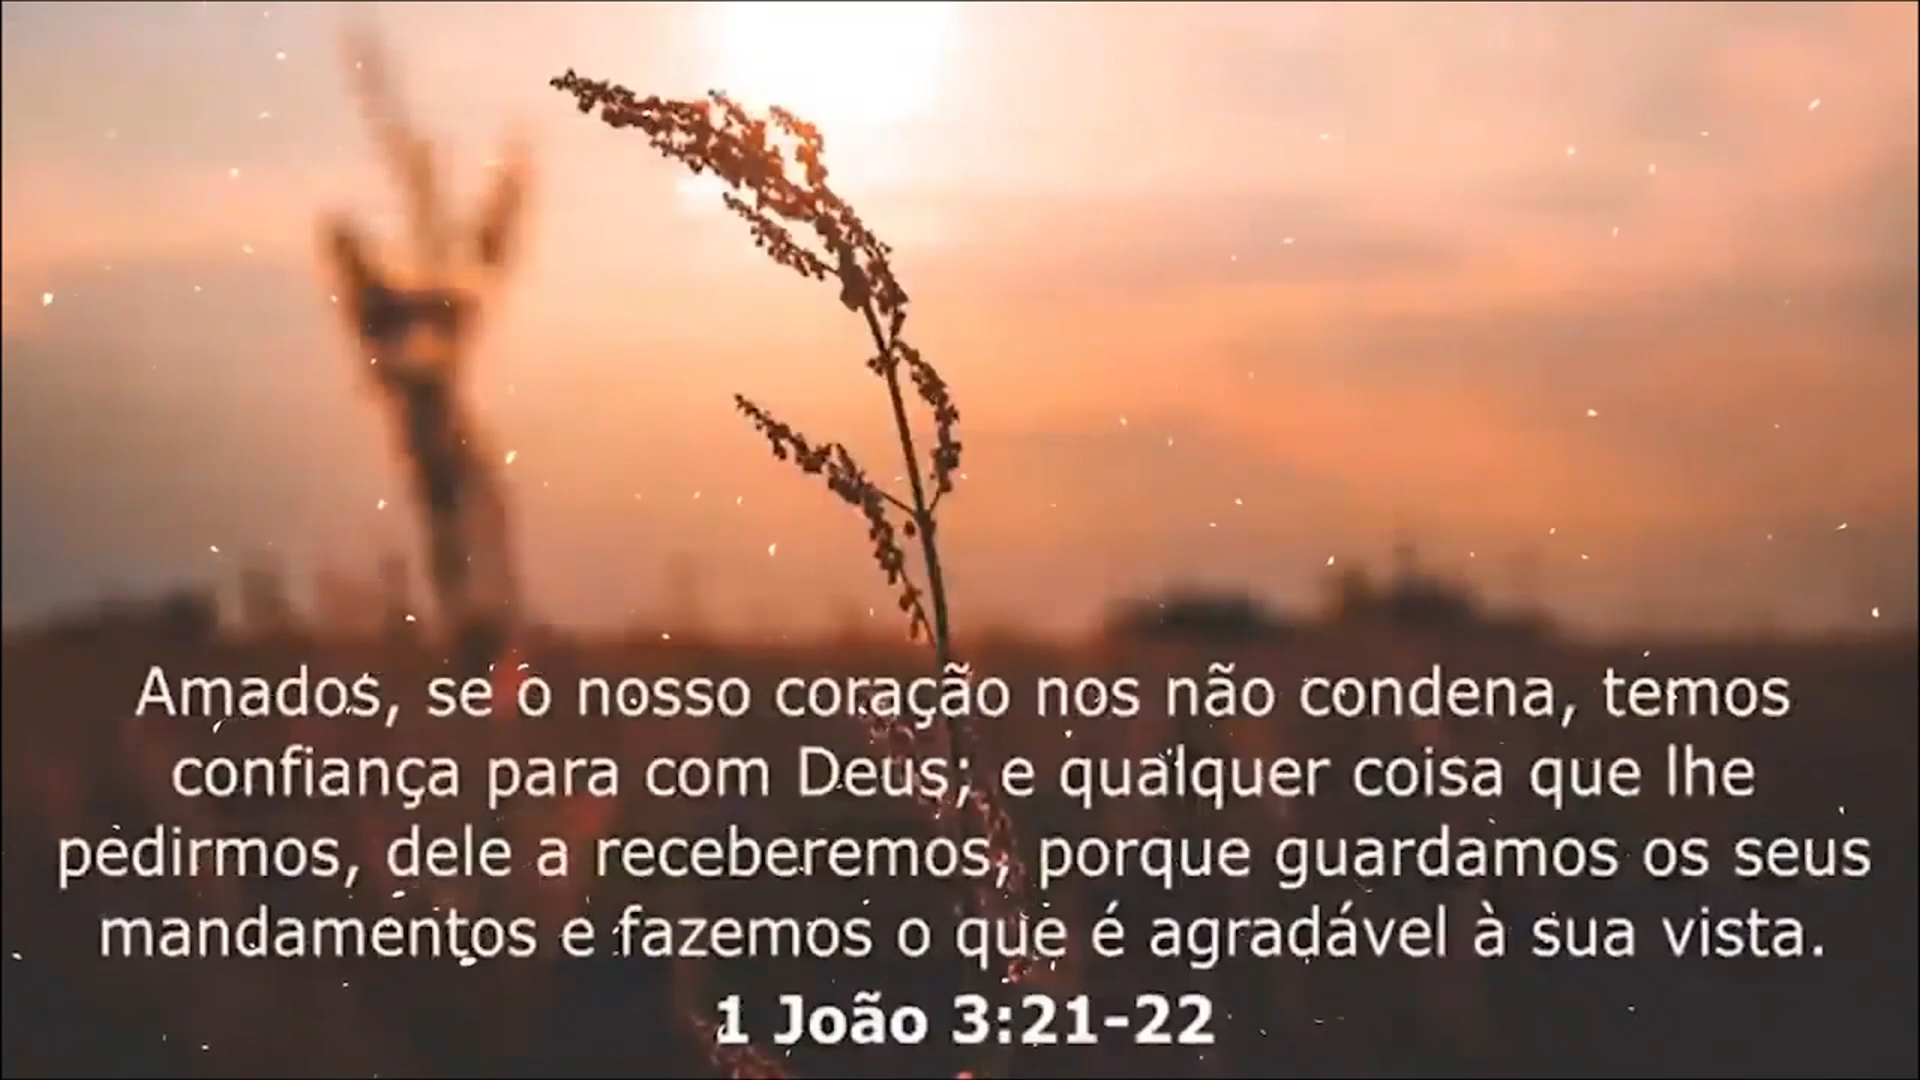 Amados, se o nosso coração nos não condena, temos
confiança para com Deus; e qualquer coisa que lhe
pedirmos, dele a receberemos, porque guardamos os seus
mandamentos e fazemos o que é agradável à sua vista.
1 João 3:21-22